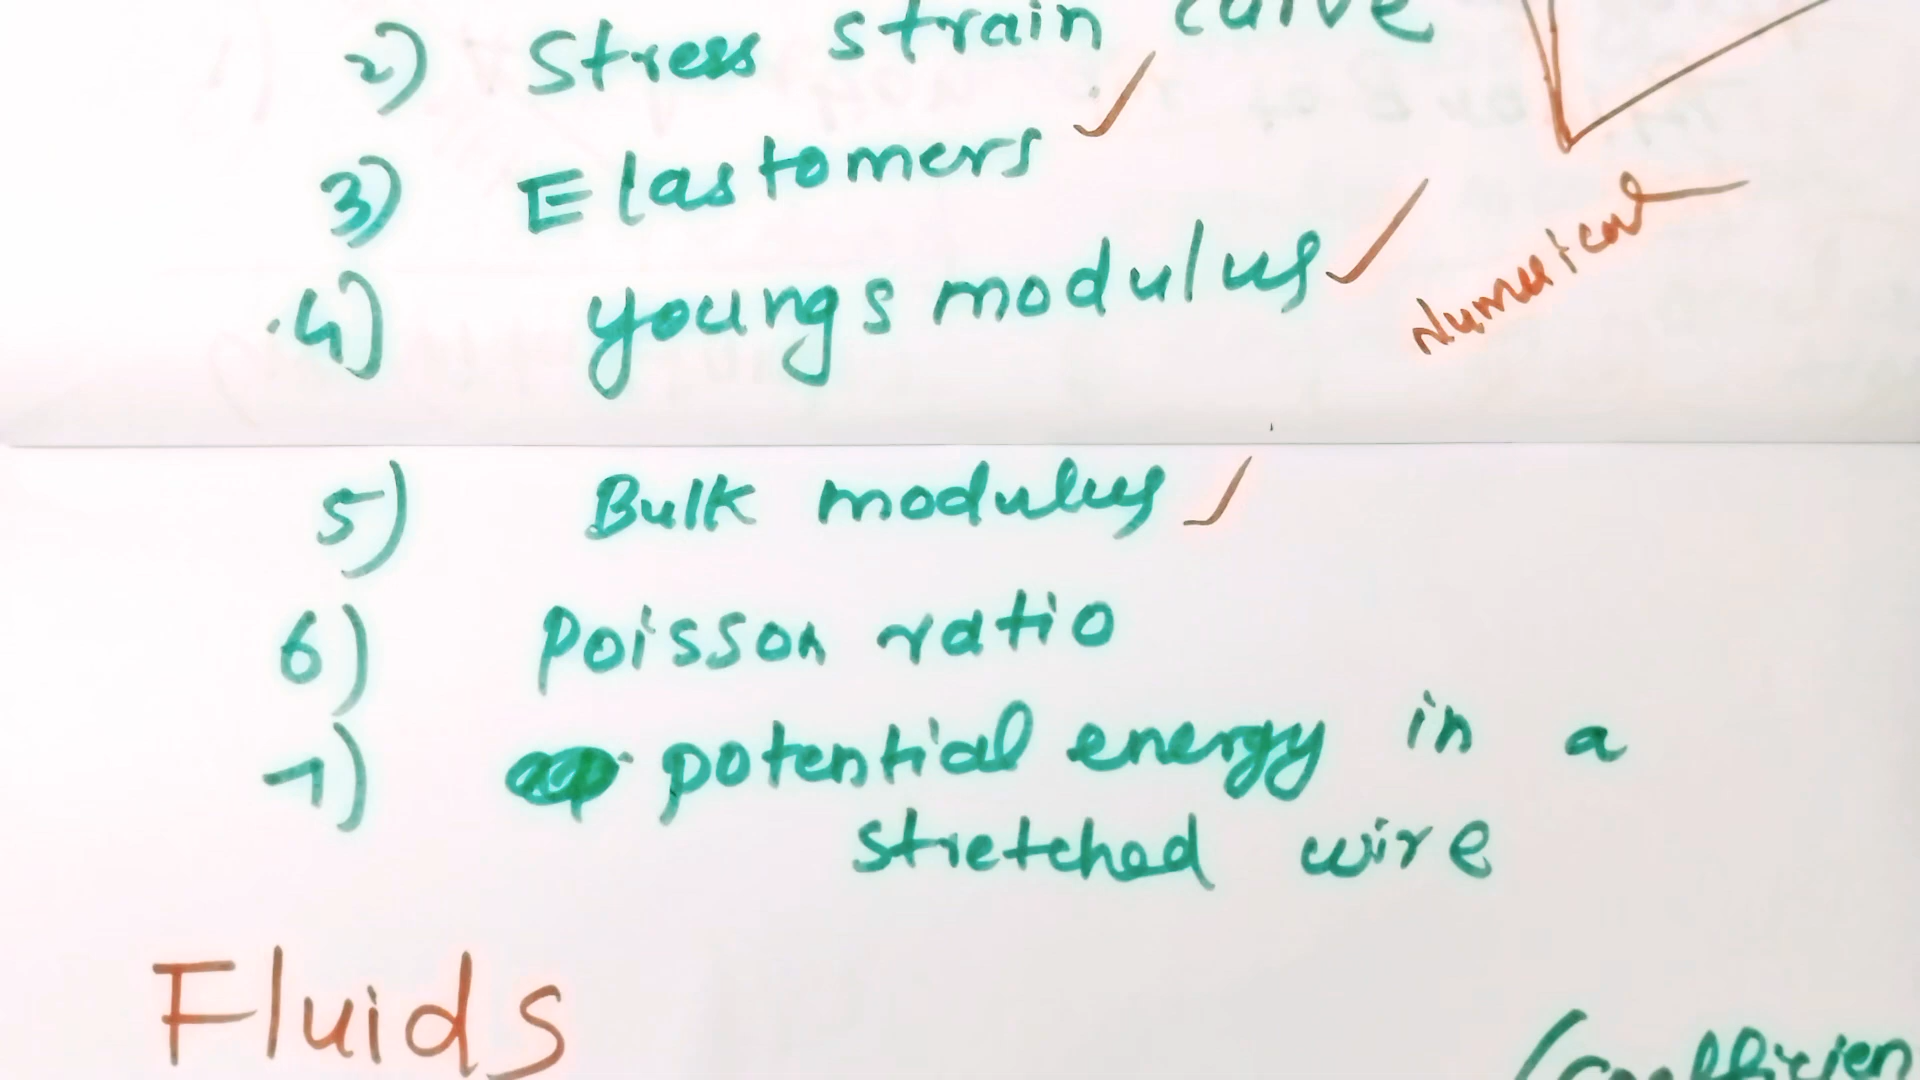 2) Stress strain curve
3) Elastomers
4) youngs modulus
Numerical
5) Bulk modulus
6) Poisson ratio
7) potential energy in a
stretched wire
Fluids
(coefficien